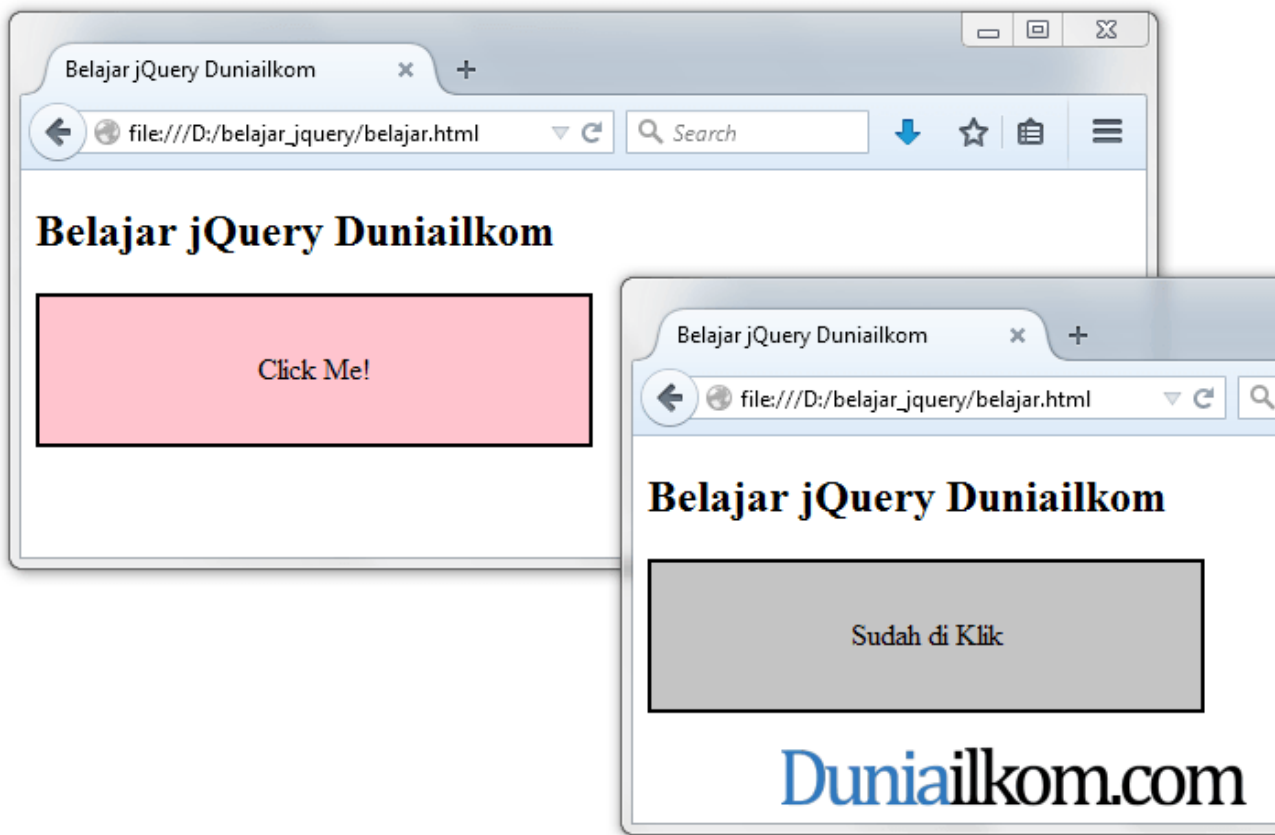 Belajar jQuery Duniailkom
file:///D:/belajar_jquery/belajar.html
Search
Belajar jQuery Duniailkom
Click Me!
Belajar jQuery Duniailkom
file:///D:/belajar_jquery/belajar.html
Belajar jQuery Duniailkom
Sudah di Klik
Duniailkom.com